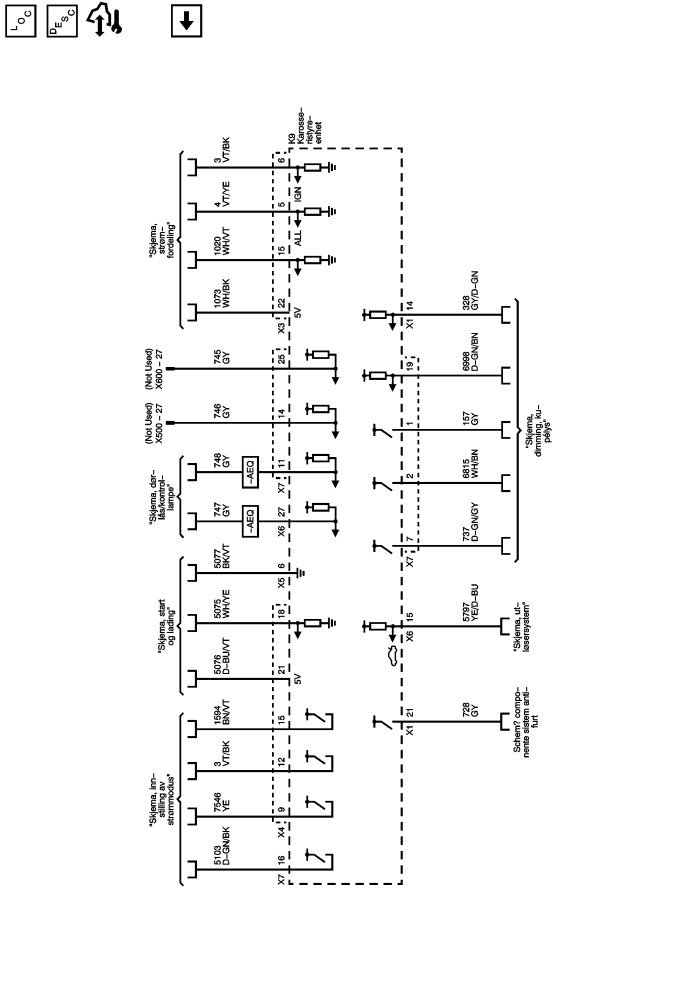 LOC
DESC
K9
Karosse–
ristyre–
enhet
"Skjema,
strøm–
fordeling"
3
VT/BK
6
4
VT/YE
5
IGN
1020
WH/VT
15
ALL
1073
WH/BK
22
X3
5V
(Not Used)
X600 – 27
745
GY
25
(Not Used)
X500 – 27
746
GY
14
"Skjema, dør–
lås/kontroll–
lampe"
748
GY
–AEQ
11
X7
747
GY
–AEQ
27
X6
"Skjema, start
og lading"
5077
BK/VT
6
X5
5075
WH/YE
18
5076
D–BU/VT
21
5V
"Skjema, inn–
stilling av
strømmodus"
1594
BN/VT
15
3
VT/BK
12
7546
YE
9
X4
5103
D–GN/BK
16
X7
14
X1
328
GY/D–GN
19
6998
D–GN/BN
1
157
GY
2
6815
WH/BN
7
X7
737
D–GN/GY
"Skjema,
dimming, ku–
pélys"
15
X6
5797
YE/D–BU
"Skjema, ut–
løsersystem"
21
X1
728
GY
Schem? compo–
nente sistem anti–
furt